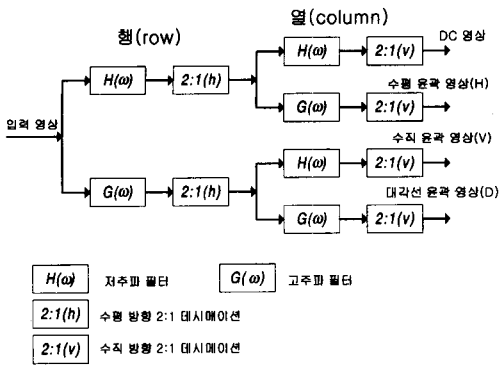 행(row)
열(column)
DC 영상
H(ω) 2:1(h) H(ω) 2:1(v)
수평 윤곽 영상(H)
G(ω) 2:1(v)
입력 영상
수직 윤곽 영상(V)
H(ω) 2:1(v)
G(ω) 2:1(h)
대각선 윤곽 영상(D)
G(ω) 2:1(v)
H(ω) 저주파 필터 G(ω) 고주파 필터
2:1(h) 수평 방향 2:1 데시메이션
2:1(v) 수직 방향 2:1 데시메이션